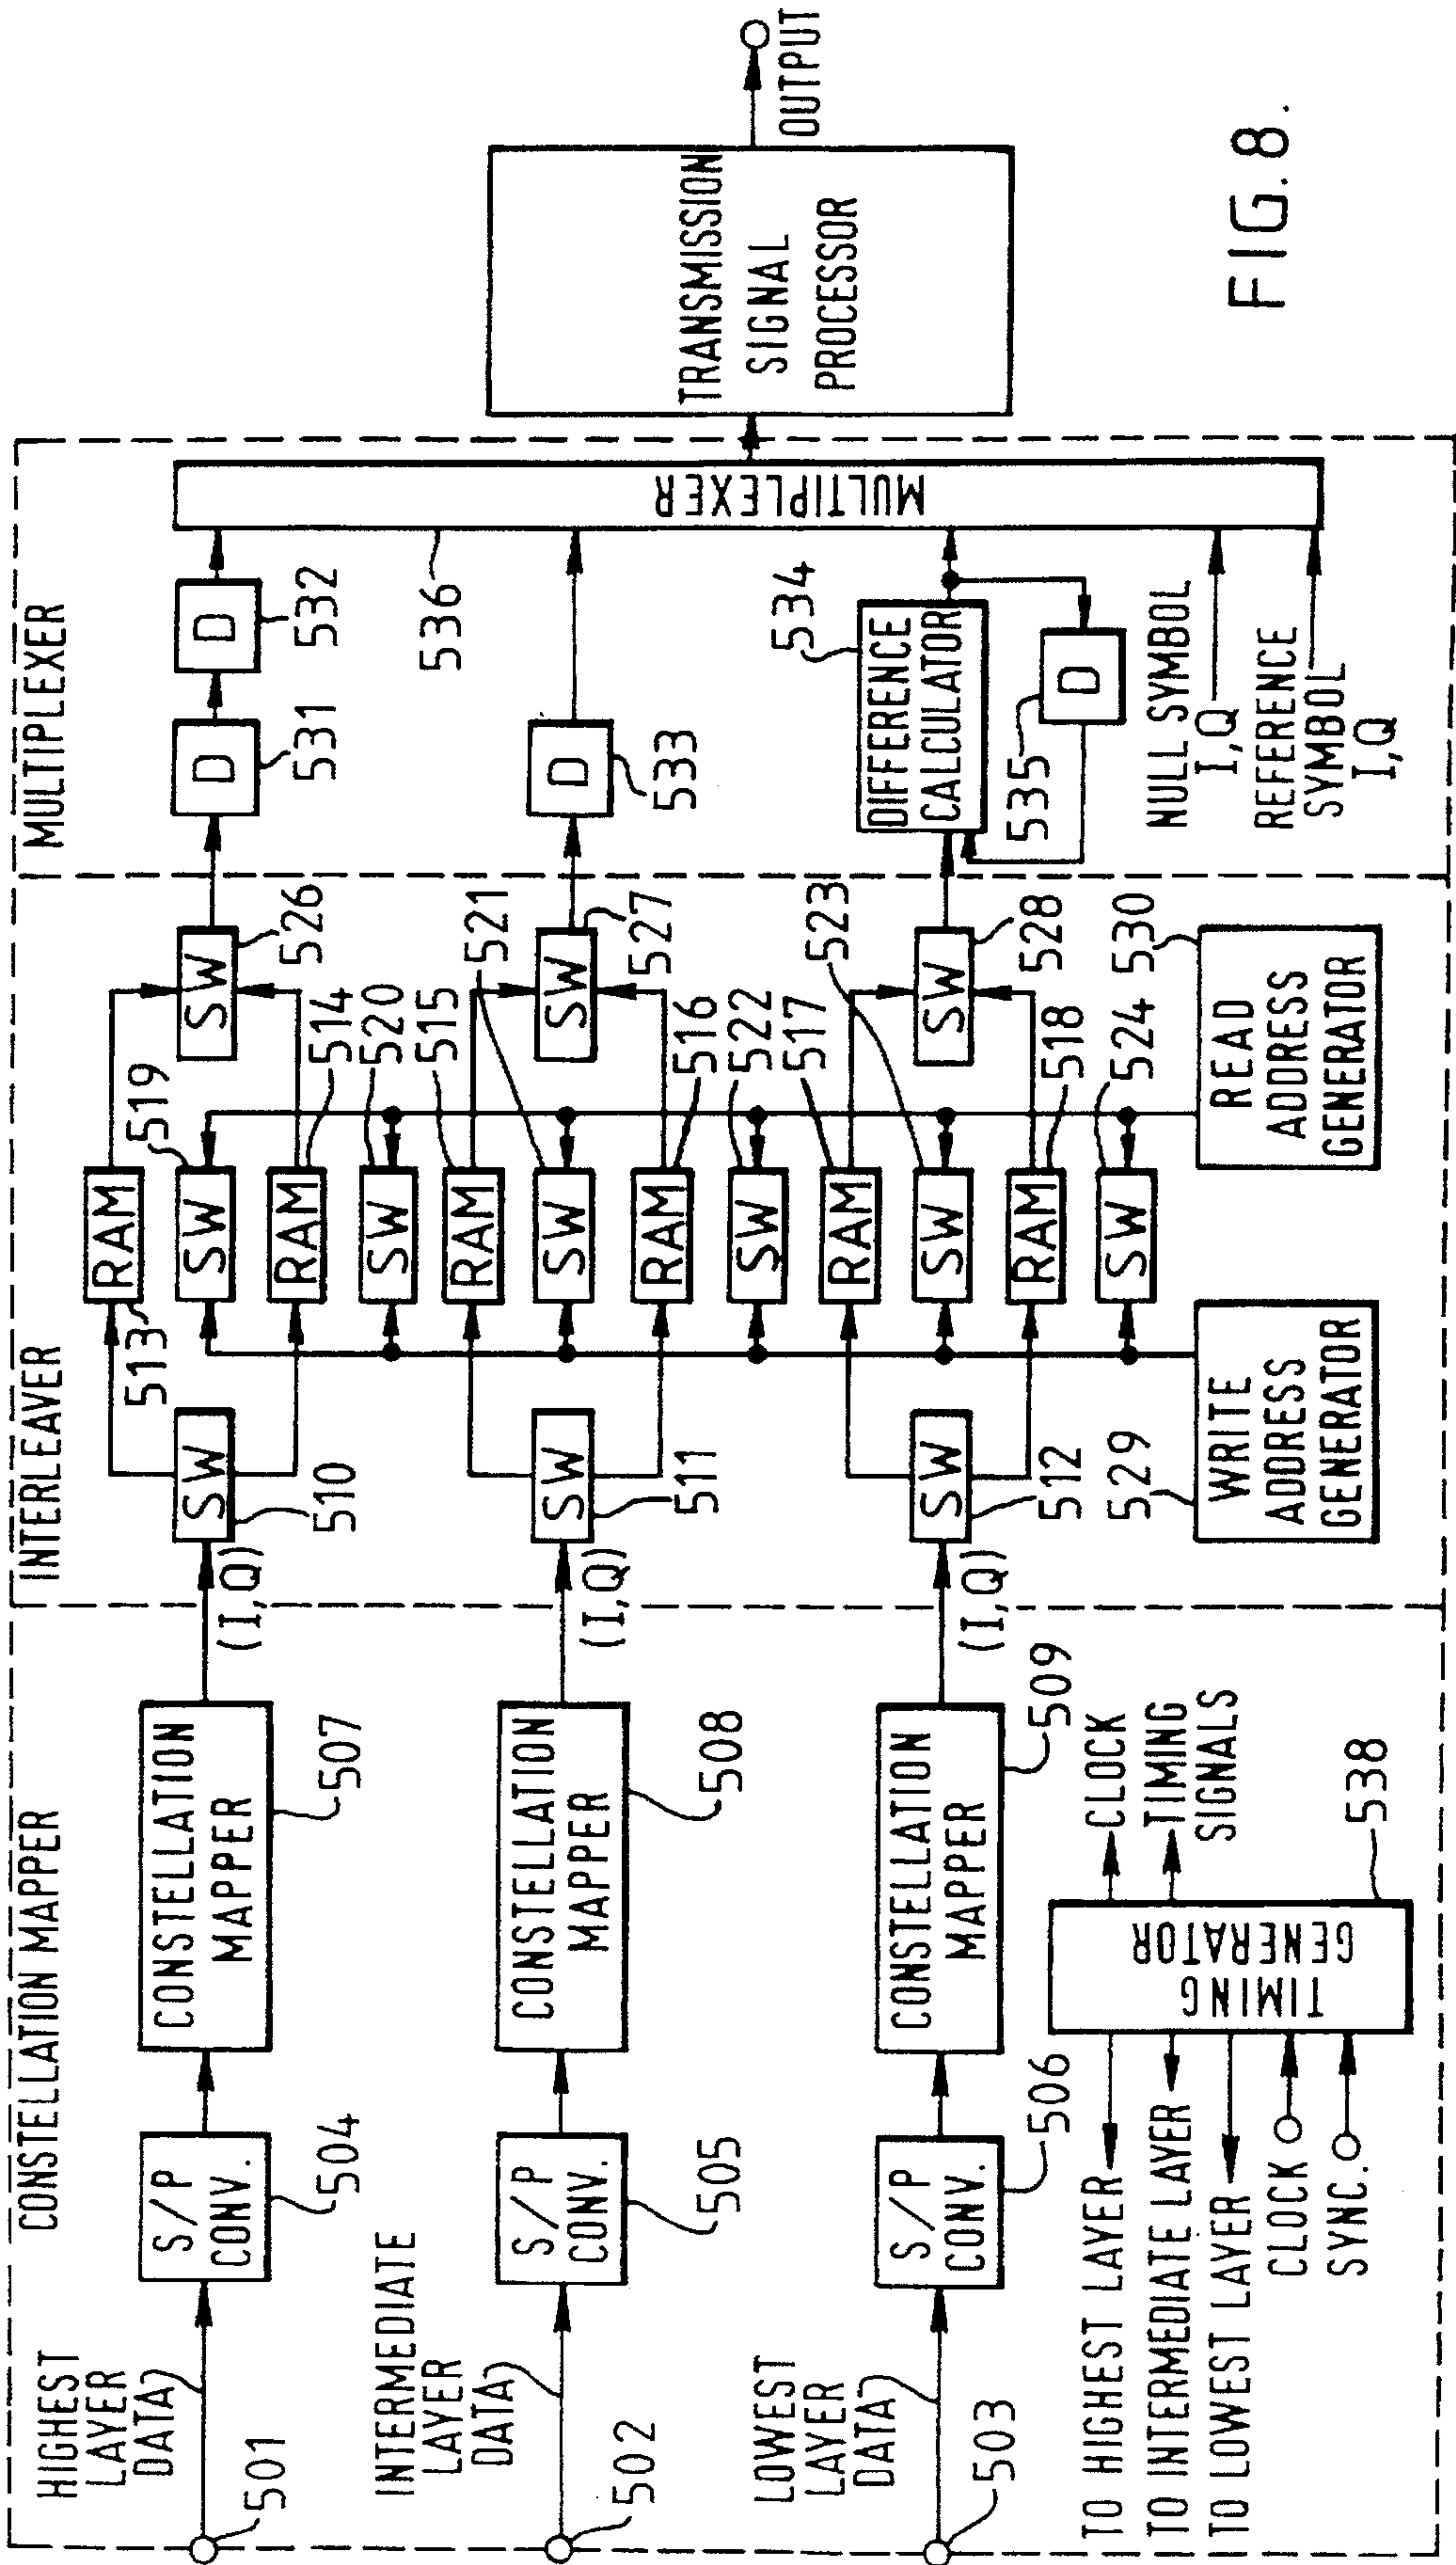 CONSTELLATION MAPPER
INTERLEAVER
MULTIPLEXER
HIGHEST
LAYER
DATA
501
S/P
CONV.
504
CONSTELLATION
MAPPER
507
(I,Q)
SW
510
RAM
513
SW
519
RAM
514
SW
520
SW
526
D
531
D
532
INTERMEDIATE
LAYER
DATA
502
S/P
CONV.
505
CONSTELLATION
MAPPER
508
(I,Q)
SW
511
RAM
515
SW
521
RAM
516
SW
522
SW
527
D
533
LOWEST
LAYER
DATA
503
S/P
CONV.
506
CONSTELLATION
MAPPER
509
(I,Q)
SW
512
RAM
517
SW
523
RAM
518
SW
524
SW
528
DIFFERENCE
CALCULATOR
534
D
535
NULL SYMBOL
I,Q
REFERENCE
SYMBOL
I,Q
MULTIPLEXER
536
TRANSMISSION
SIGNAL
PROCESSOR
OUTPUT
TO HIGHEST LAYER
TO INTERMEDIATE LAYER
TO LOWEST LAYER
CLOCK
SYNC.
TIMING
GENERATOR
538
CLOCK
TIMING
SIGNALS
WRITE
ADDRESS
GENERATOR
529
READ
ADDRESS
GENERATOR
530
FIG. 8.